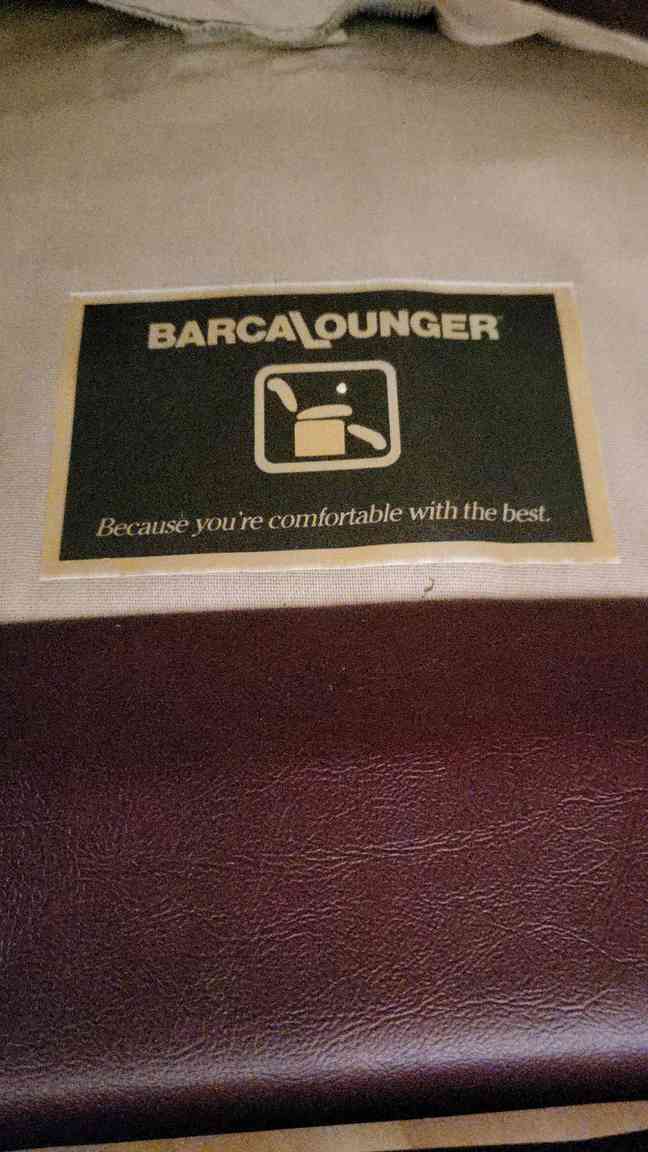 BARCALOUNGER
Because you're comfortable with the best.